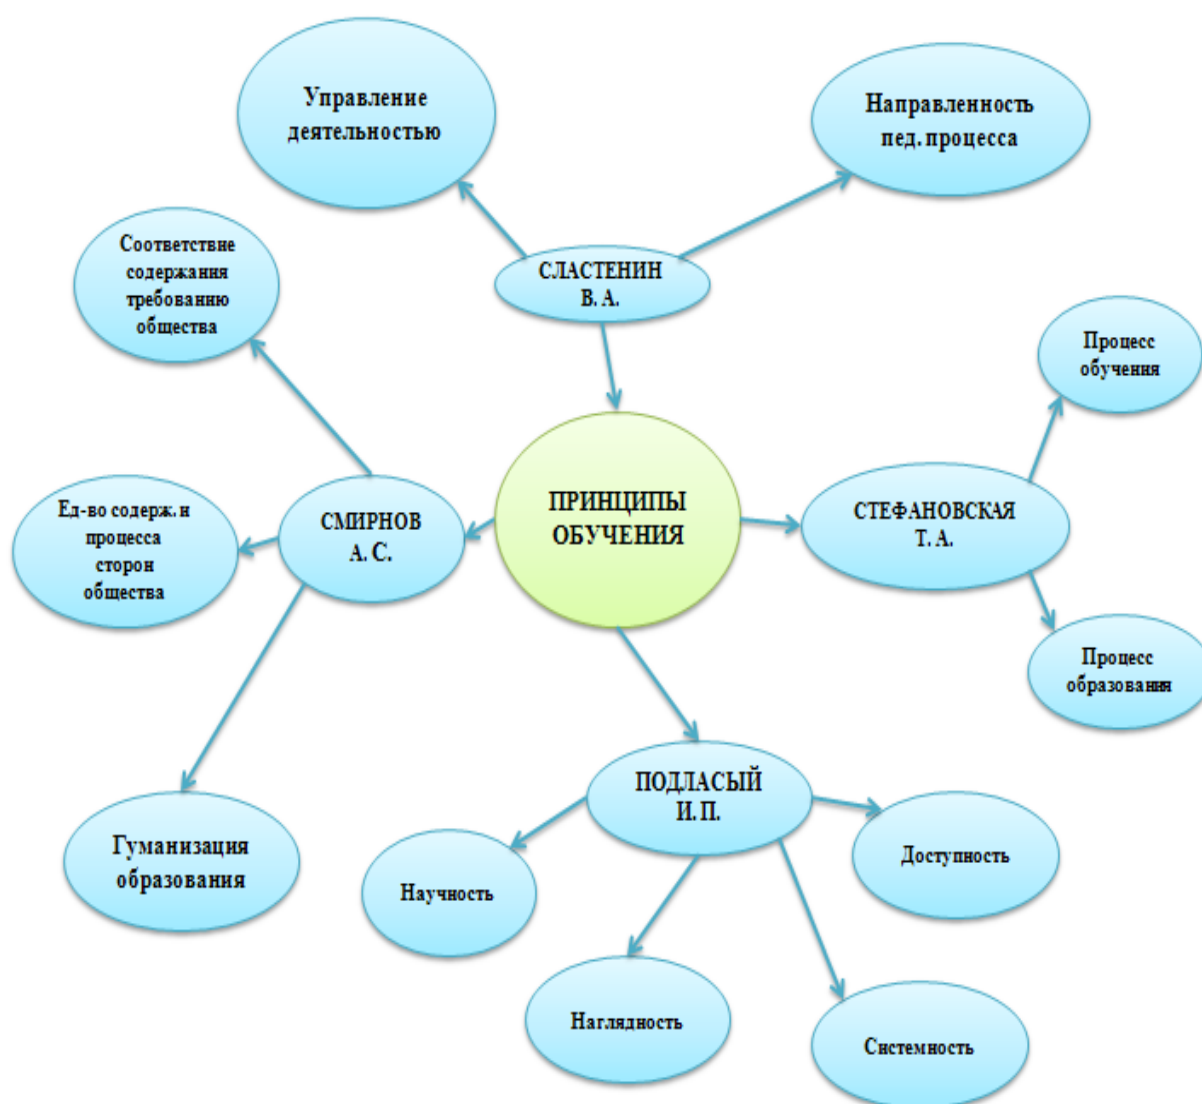 Управление
деятельностью
Направленность
пед. процесса
Соответствие
содержания
требованию
общества
СЛАСТЕНИН
В. А.
Процесс
обучения
Ед-во содерж. и
процесса
сторон
общества
СМИРНОВ
А. С.
ПРИНЦИПЫ
ОБУЧЕНИЯ
СТЕФАНОВСКАЯ
Т. А.
Процесс
образования
ПОДЛАСЫЙ
И. П.
Гуманизация
образования
Научность
Доступность
Наглядность
Системность